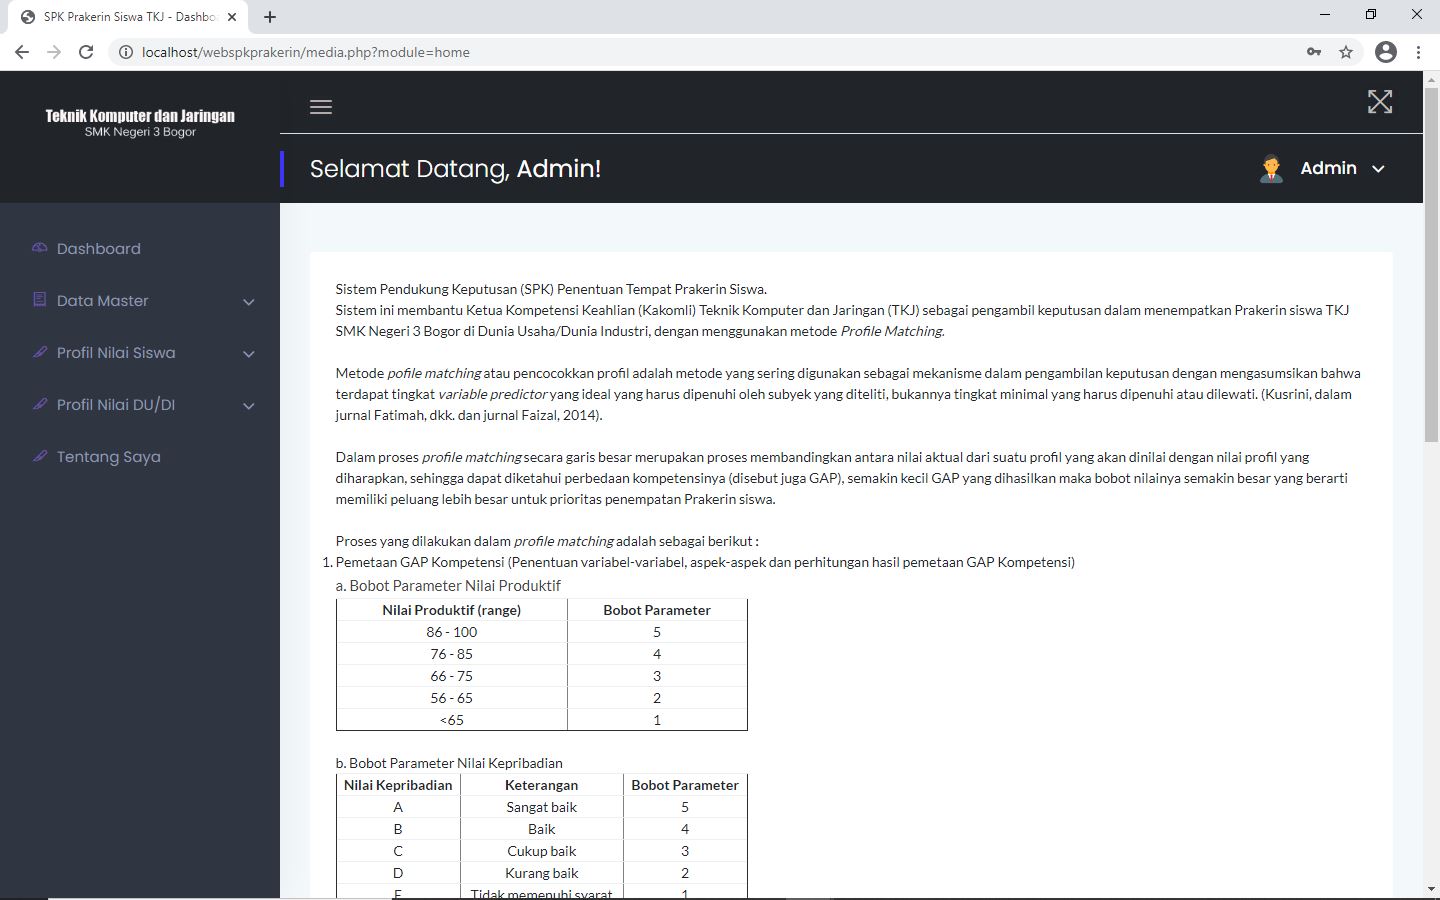 SPK Prakerin Siswa TKJ - Dashbo
localhost/webspkprakerin/media.php?module=home
Teknik Komputer dan Jaringan
SMK Negeri 3 Bogor
Selamat Datang, Admin!
Admin
Dashboard
Data Master
Profil Nilai Siswa
Profil Nilai DU/DI
Tentang Saya
Sistem Pendukung Keputusan (SPK) Penentuan Tempat Prakerin Siswa.
Sistem ini membantu Ketua Kompetensi Keahlian (Kakomli) Teknik Komputer dan Jaringan (TKJ) sebagai pengambil keputusan dalam menempatkan Prakerin siswa TKJ
SMK Negeri 3 Bogor di Dunia Usaha/Dunia Industri, dengan menggunakan metode Profile Matching.
Metode pofile matching atau pencocokkan profil adalah metode yang sering digunakan sebagai mekanisme dalam pengambilan keputusan dengan mengasumsikan bahwa
terdapat tingkat variable predictor yang ideal yang harus dipenuhi oleh subyek yang diteliti, bukannya tingkat minimal yang harus dipenuhi atau dilewati. (Kusrini, dalam
jurnal Fatimah, dkk. dan jurnal Faizal, 2014).
Dalam proses profile matching secara garis besar merupakan proses membandingkan antara nilai aktual dari suatu profil yang akan dinilai dengan nilai profil yang
diharapkan, sehingga dapat diketahui perbedaan kompetensinya (disebut juga GAP), semakin kecil GAP yang dihasilkan maka bobot nilainya semakin besar yang berarti
memiliki peluang lebih besar untuk prioritas penempatan Prakerin siswa.
Proses yang dilakukan dalam profile matching adalah sebagai berikut :
1. Pemetaan GAP Kompetensi (Penentuan variabel-variabel, aspek-aspek dan perhitungan hasil pemetaan GAP Kompetensi)
a. Bobot Parameter Nilai Produktif
Nilai Produktif (range) Bobot Parameter
86 - 100 5
76 - 85 4
66 - 75 3
56 - 65 2
<65 1
b. Bobot Parameter Nilai Kepribadian
Nilai Kepribadian Keterangan Bobot Parameter
A Sangat baik 5
B Baik 4
C Cukup baik 3
D Kurang baik 2
E Tidak memenuhi syarat 1